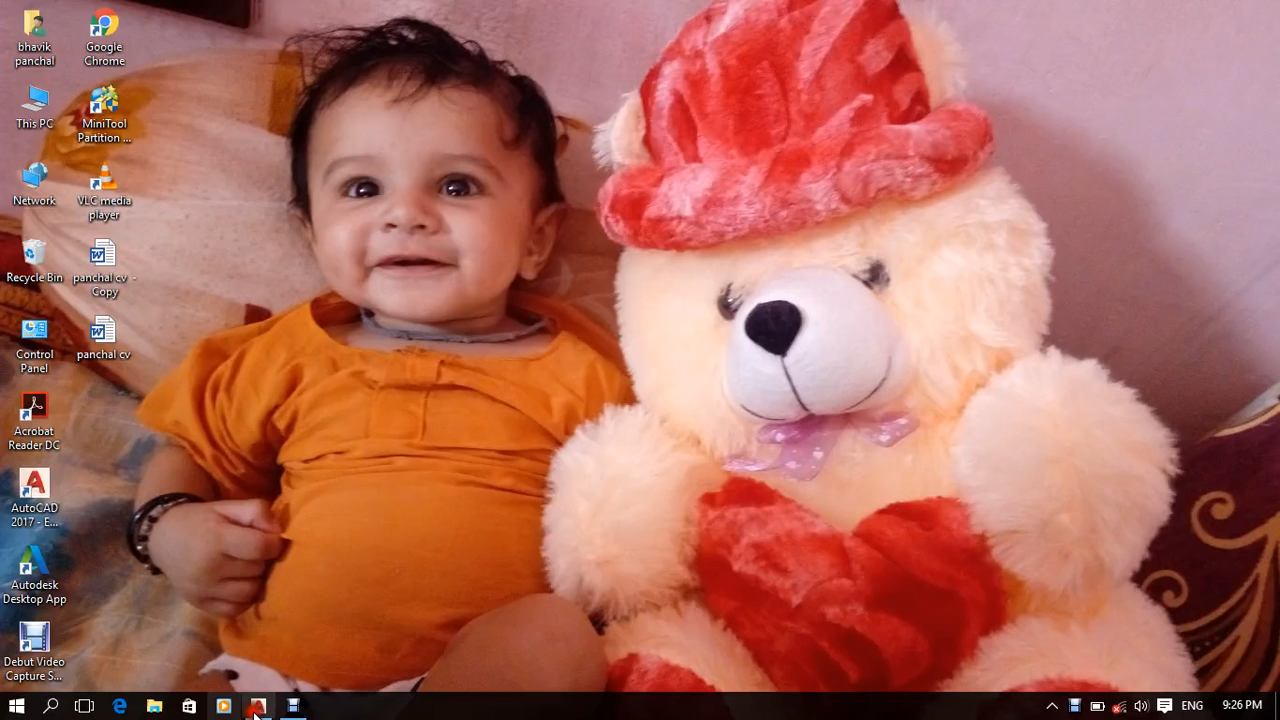 bhavik
panchal
Google
Chrome
This PC
MiniTool
Partition ...
Network
VLC media
player
Recycle Bin
panchal cv -
Copy
Control
Panel
panchal cv
Acrobat
Reader DC
AutoCAD
2017 - E...
Autodesk
Desktop App
Debut Video
Capture S...
ENG
9:26 PM